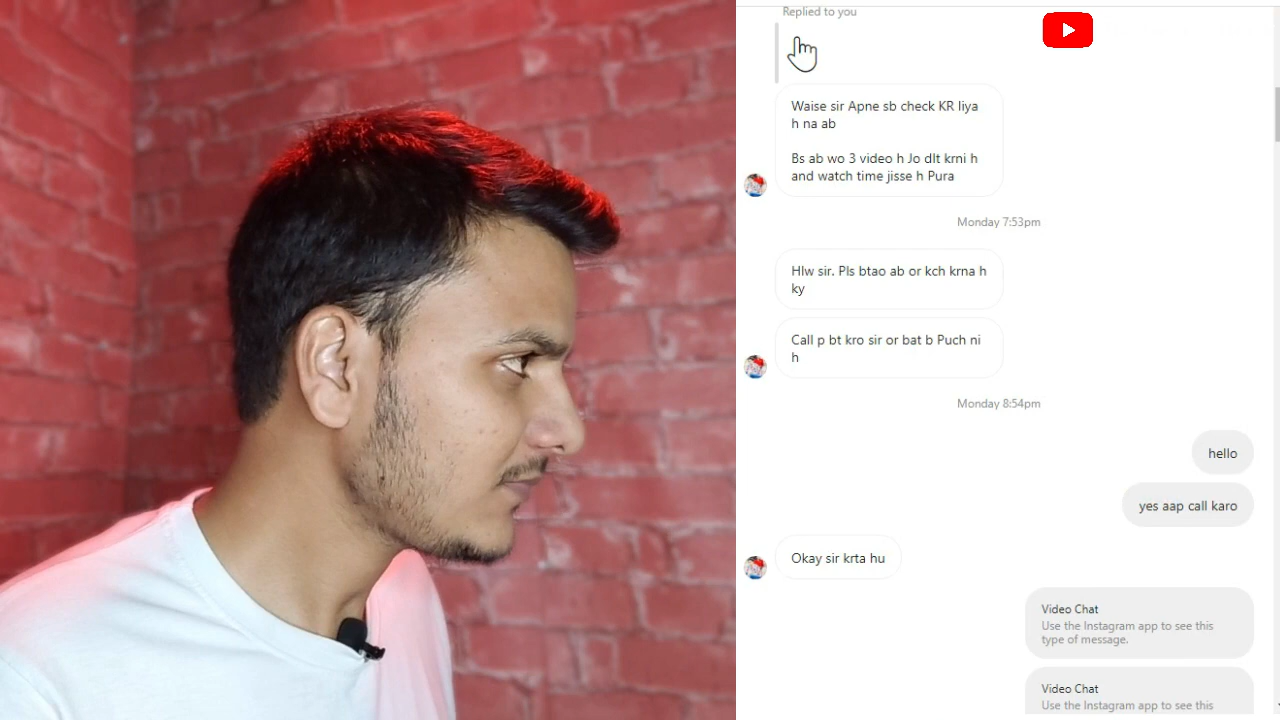 Replied to you
Waise sir Apne sb check KR liya
h na ab
Bs ab wo 3 video h Jo dlt krni h
and watch time jisse h Pura
Monday 7:53pm
Hlw sir. Pls btao ab or kch krna h
ky
Call p bt kro sir or bat b Puch ni
h
Monday 8:54pm
hello
yes aap call karo
Okay sir krta hu
Video Chat
Use the Instagram app to see this
type of message.
Video Chat
Use the Instagram app to see this